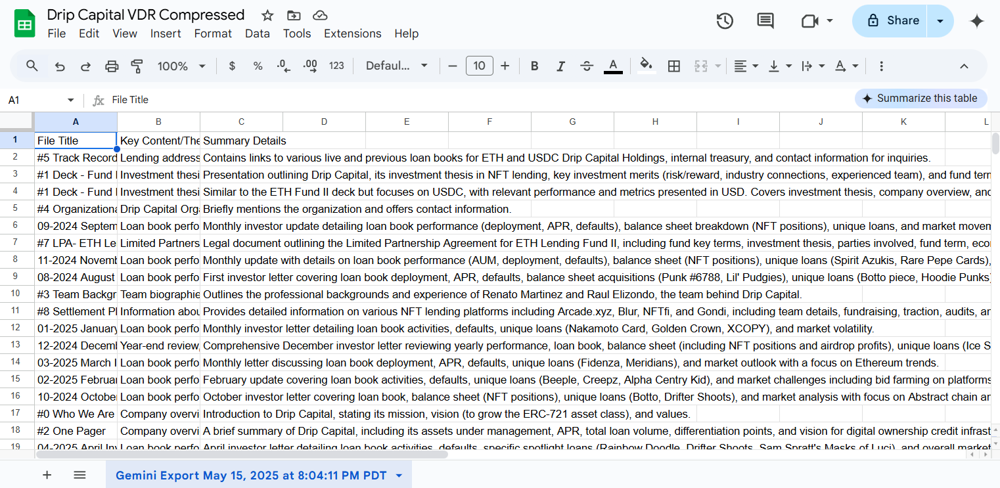 Drip Capital VDR Compressed
File Edit View Insert Format Data Tools Extensions Help
Share
100% $ % .0 .00 123 Defaul... 10 B I S A A
A1 fx File Title
Summarize this table
A B C D E F G H I J K L
1 File Title Key Content/The Summary Details
2 #5 Track Record Lending address Contains links to various live and previous loan books for ETH and USDC Drip Capital Holdings, internal treasury, and contact information for inquiries.
3 #1 Deck - Fund Investment thesi Presentation outlining Drip Capital, its investment thesis in NFT lending, key investment merits (risk/reward, industry connections, experienced team), and fund tern
4 #1 Deck - Fund Investment thesi Similar to the ETH Fund II deck but focuses on USDC, with relevant performance and metrics presented in USD. Covers investment thesis, company overview, and
5 #4 Organizationa Drip Capital Orga Briefly mentions the organization and offers contact information.
6 09-2024 Septem Loan book perfo Monthly investor update detailing loan book performance (deployment, APR, defaults), balance sheet breakdown (NFT positions), unique loans, and market movem
7 #7 LPA- ETH Le Limited Partners Legal document outlining the Limited Partnership Agreement for ETH Lending Fund II, including fund key terms, investment thesis, parties involved, fund term, eco
8 11-2024 Novemb Loan book perfo Monthly update with details on loan book performance (AUM, deployment, defaults), balance sheet (NFT positions), unique loans (Spirit Azukis, Rare Pepe Cards),
9 08-2024 August Loan book perfo First investor letter covering loan book deployment, APR, defaults, balance sheet acquisitions (Punk #6788, Lil' Pudgies), unique loans (Botto piece, Hoodie Punks)
10 #3 Team Backgr Team biographie Outlines the professional backgrounds and experience of Renato Martinez and Raul Elizondo, the team behind Drip Capital.
11 #8 Settlement Pl Information abou Provides detailed information on various NFT lending platforms including Arcade.xyz, Blur, NFTfi, and Gondi, including team details, fundraising, traction, audits, an
12 01-2025 January Loan book perfo Monthly investor letter detailing loan book activities, defaults, unique loans (Nakamoto Card, Golden Crown, XCOPY), and market volatility.
13 12-2024 Decemb Year-end review, Comprehensive December investor letter reviewing yearly performance, loan book, balance sheet (including NFT positions and airdrop profits), unique loans (Ice S
14 03-2025 March I Loan book perfo Monthly letter discussing loan book deployment, APR, defaults, unique loans (Fidenza, Meridians), and market outlook with a focus on Ethereum trends.
15 02-2025 Februar Loan book perfo February update covering loan book activities, defaults, unique loans (Beeple, Creepz, Alpha Centry Kid), and market challenges including bid farming on platforms
16 10-2024 Octobe Loan book perfo October investor letter covering loan book, balance sheet (NFT positions), unique loans (Botto, Drifter Shoots), and market analysis with focus on Abstract chain an
17 #0 Who We Are Company overvi Introduction to Drip Capital, stating its mission, vision (to grow the ERC-721 asset class), and values.
18 #2 One Pager Company overvi A brief summary of Drip Capital, including its assets under management, APR, total loan volume, differentiation points, and vision for digital ownership credit infrast
19 04-2025 April Inv Loan book perfo April investor letter detailing loan book activities, defaults, specific spotlight loans (Rainbow Doodle, Drifter Shoots, Sam Spratt's Masks of Luci), and overall market
Gemini Export May 15, 2025 at 8:04:11 PM PDT